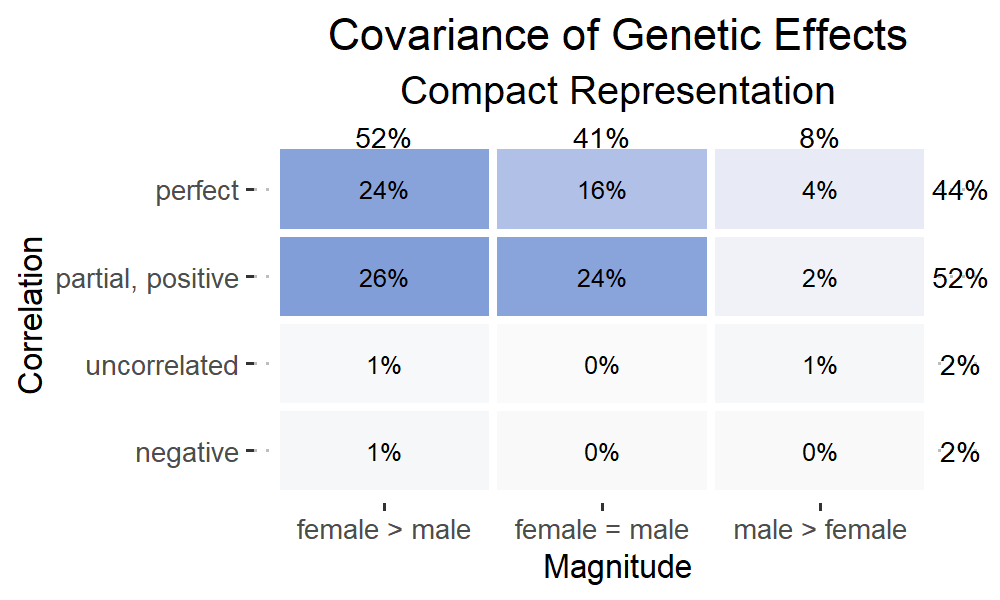 Covariance of Genetic Effects
Compact Representation
52% 41% 8%
perfect 24% 16% 4% 44%
partial, positive 26% 24% 2% 52%
uncorrelated 1% 0% 1% 2%
negative 1% 0% 0% 2%
female > male female = male male > female
Magnitude
Correlation